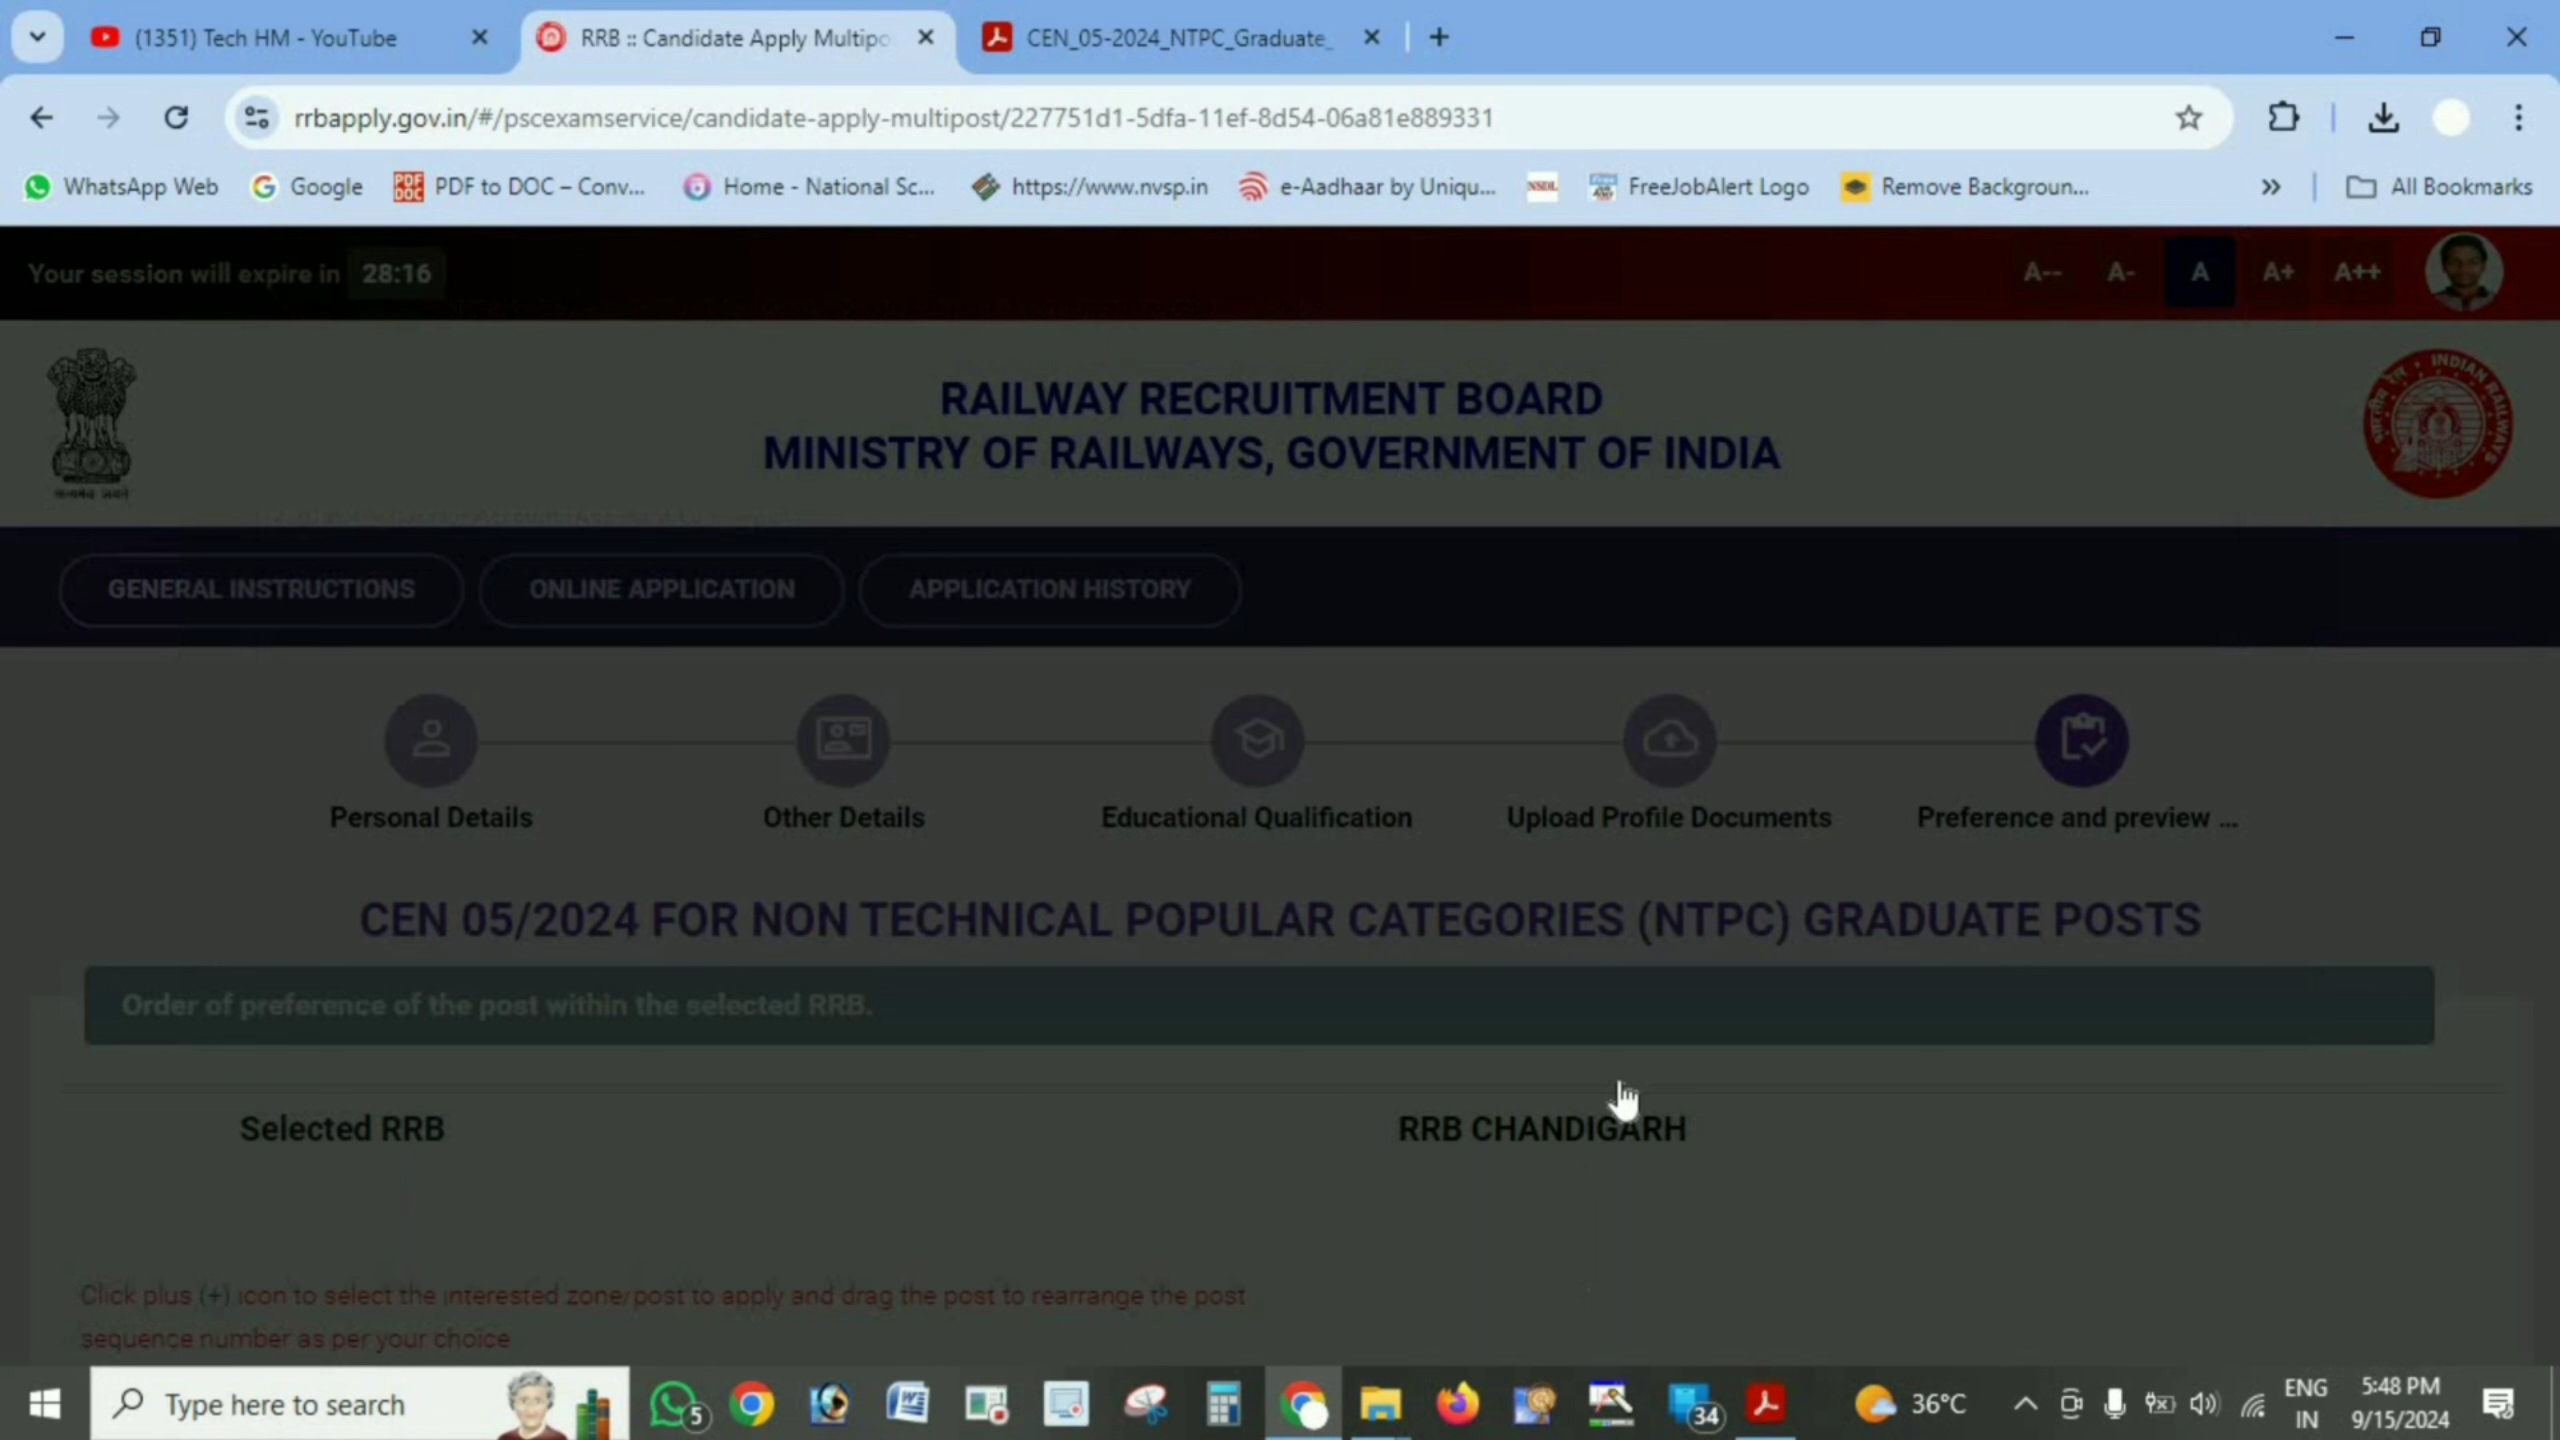 (1351) Tech HM - YouTube
RRB :: Candidate Apply Multipo
CEN_05-2024_NTPC_Graduate_
rrbapply.gov.in/#/pscexamservice/candidate-apply-multipost/227751d1-5dfa-11ef-8d54-06a81e889331
WhatsApp Web
Google
PDF to DOC – Conv...
Home - National Sc...
https://www.nvsp.in
e-Aadhaar by Uniqu...
NSDL
FreeJobAlert Logo
Remove Backgroun...
All Bookmarks
Your session will expire in 28:16
A-- A- A A+ A++
RAILWAY RECRUITMENT BOARD
MINISTRY OF RAILWAYS, GOVERNMENT OF INDIA
INDIAN RAILWAYS
GENERAL INSTRUCTIONS
ONLINE APPLICATION
APPLICATION HISTORY
Personal Details
Other Details
Educational Qualification
Upload Profile Documents
Preference and preview ...
CEN 05/2024 FOR NON TECHNICAL POPULAR CATEGORIES (NTPC) GRADUATE POSTS
Order of preference of the post within the selected RRB.
Selected RRB
RRB CHANDIGARH
Click plus (+) icon to select the interested zone/post to apply and drag the post to rearrange the post
sequence number as per your choice
Type here to search
5
34
36°C
ENG
IN
5:48 PM
9/15/2024